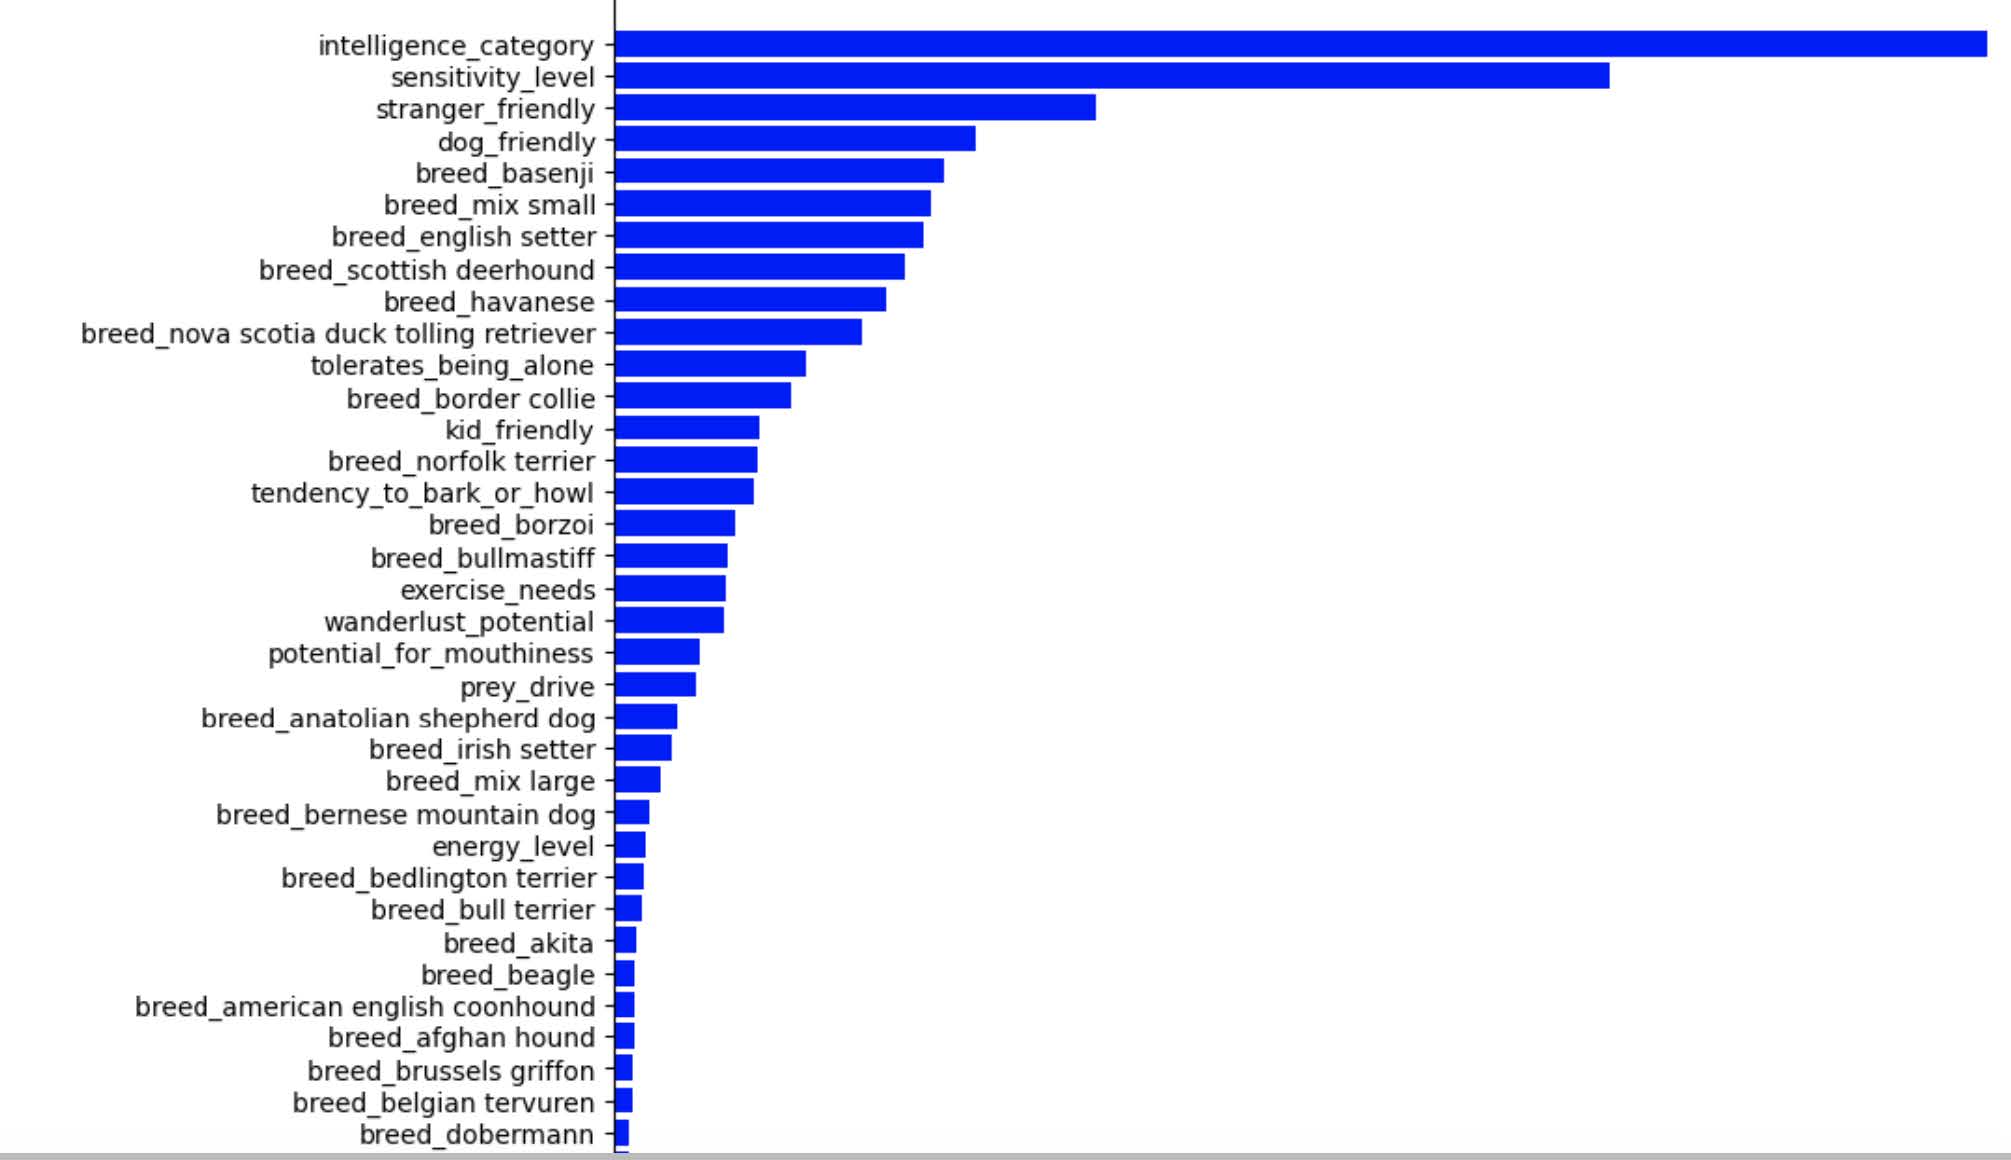 intelligence_category
sensitivity_level
stranger_friendly
dog_friendly
breed_basenji
breed_mix small
breed_english setter
breed_scottish deerhound
breed_havanese
breed_nova scotia duck tolling retriever
tolerates_being_alone
breed_border collie
kid_friendly
breed_norfolk terrier
tendency_to_bark_or_howl
breed_borzoi
breed_bullmastiff
exercise_needs
wanderlust_potential
potential_for_mouthiness
prey_drive
breed_anatolian shepherd dog
breed_irish setter
breed_mix large
breed_bernese mountain dog
energy_level
breed_bedlington terrier
breed_bull terrier
breed_akita
breed_beagle
breed_american english coonhound
breed_afghan hound
breed_brussels griffon
breed_belgian tervuren
breed_dobermann